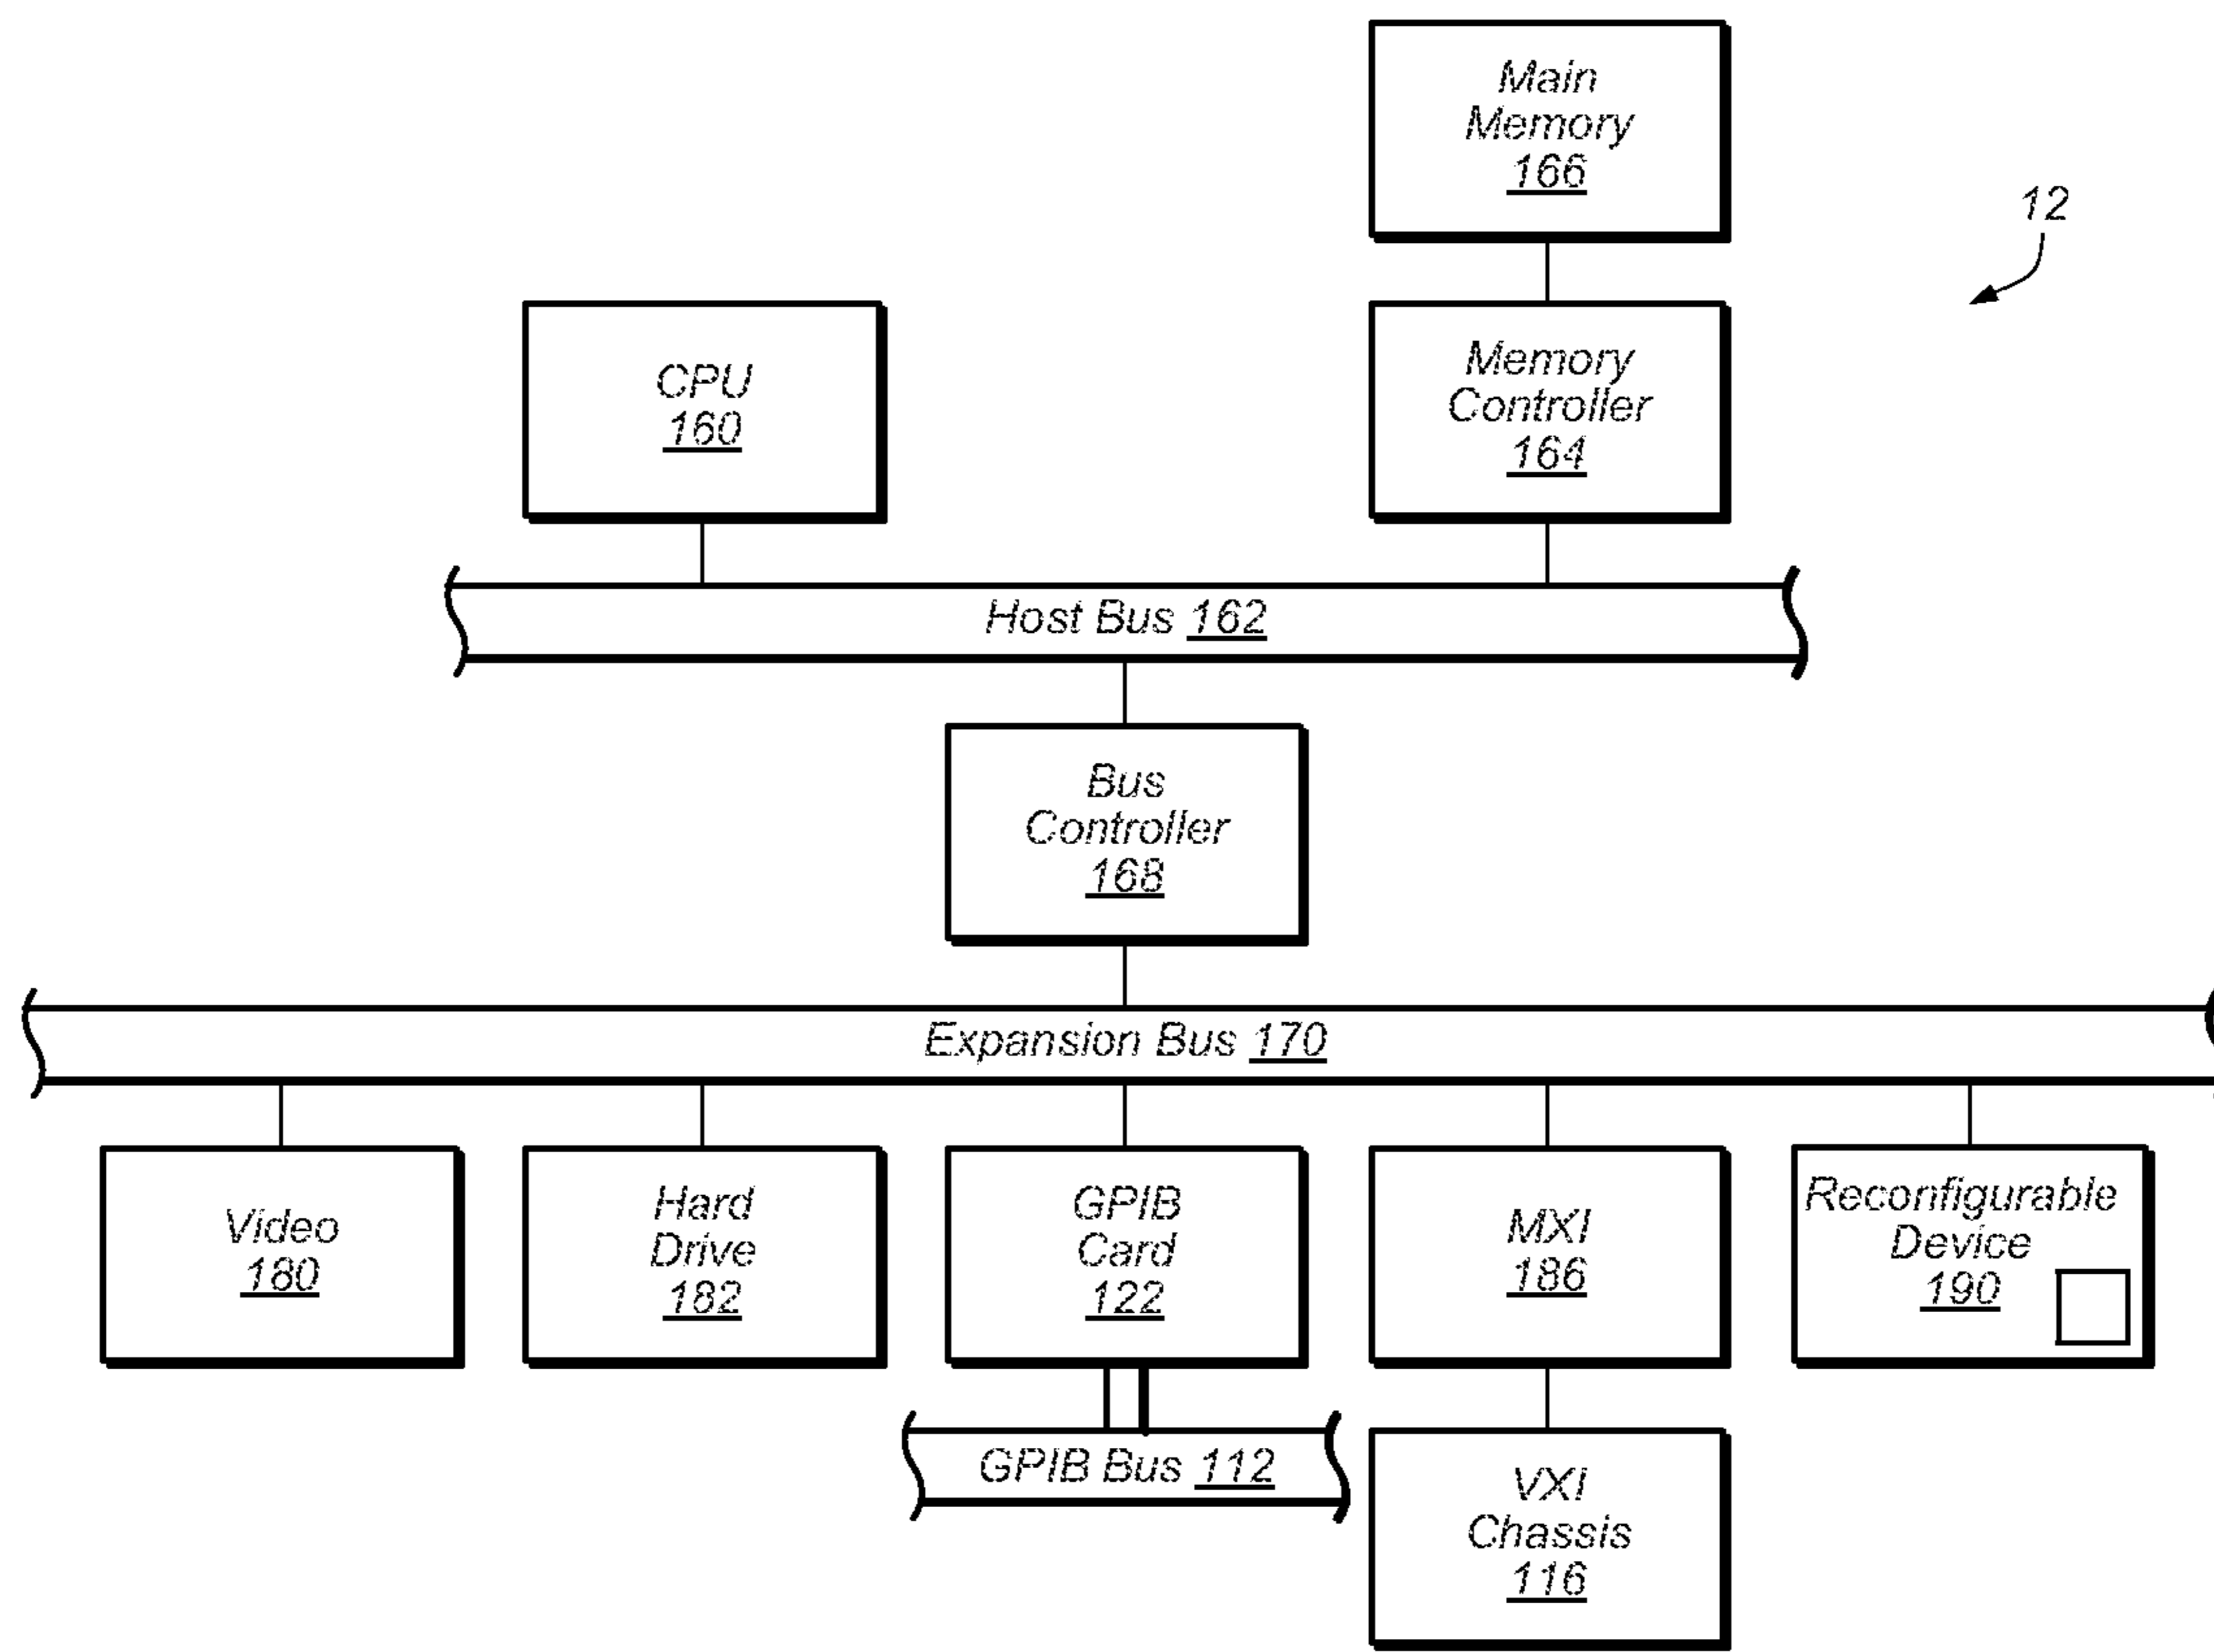 Main
Memory
166
12
CPU
160
Memory
Controller
164
Host Bus 162
Bus
Controller
168
Expansion Bus 170
Video
180
Hard
Drive
182
GPIB
Card
122
MXI
186
Reconfigurable
Device
190
GPIB Bus 112
VXI
Chassis
116